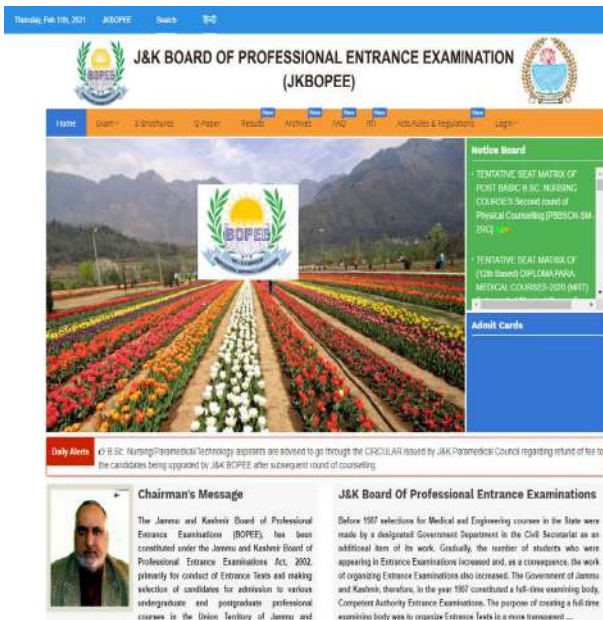 Thursday, Feb 11th, 2021 JKBOPEE Search हिन्दी
J&K BOARD OF PROFESSIONAL ENTRANCE EXAMINATION
(JKBOPEE)
BOPEE
New New New New New
Home Exam E-Brochures Q-Paper Results Archives FAQ RTI Acts,Rules & Regulations Login
Notice Board
TENTATIVE SEAT MATRIX OF
POST BASIC B.SC. NURSING
COURSES Second round of
Physical Counselling [PBBSCN-SM-
2RC]
TENTATIVE SEAT MATRIX OF
(12th Based) DIPLOMA PARA-
MEDICAL COURSES-2020 (MRT)
BOPEE
Admit Cards
Daily Alerts B.Sc. Nursing/Paramedical/Technology aspirants are advised to go through the CIRCULAR issued by J&K Paramedical Council regarding refund of fee to
the candidates being upgraded by J&K BOPEE after subsequent round of counselling
Chairman's Message
The Jammu and Kashmir Board of Professional
Entrance Examinations (BOPEE), has been
constituted under the Jammu and Kashmir Board of
Professional Entrance Examinations Act, 2002,
primarily for conduct of Entrance Tests and making
selection of candidates for admission to various
undergraduate and postgraduate professional
courses in the Union Territory of Jammu and
J&K Board Of Professional Entrance Examinations
Before 1987 selections for Medical and Engineering courses in the State were
made by a designated Government Department in the Civil Secretariat as an
additional item of its work. Gradually, the number of students who were
appearing in Entrance Examinations increased and, as a consequence, the work
of organizing Entrance Examinations also increased. The Government of Jammu
and Kashmir, therefore, in the year 1987 constituted a full-time examining body,
Competent Authority Entrance Examinations. The purpose of creating a full-time
examining body was to organize Entrance Tests in a more transparent ....